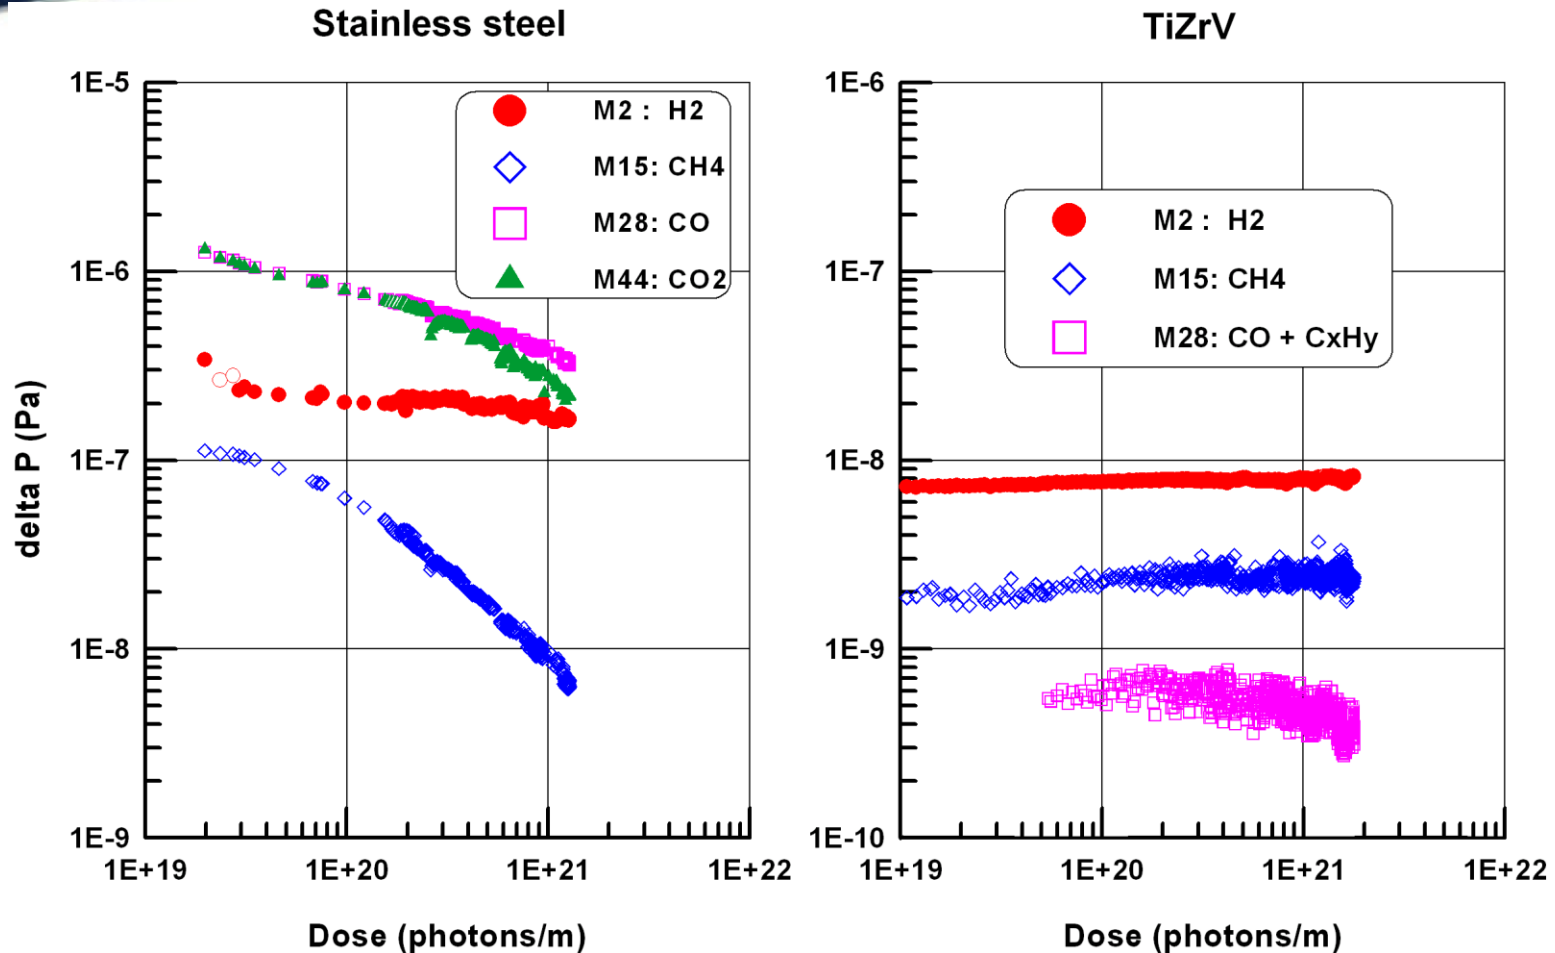 Stainless steel
TiZrV
1E-5
1E-6
1E-7
1E-8
1E-9
delta P (Pa)
M2 : H2
M15: CH4
M28: CO
M44: CO2
1E+19
1E+20
1E+21
1E+22
Dose (photons/m)
1E-6
1E-7
1E-8
1E-9
1E-10
M2 : H2
M15: CH4
M28: CO + CxHy
1E+19
1E+20
1E+21
1E+22
Dose (photons/m)